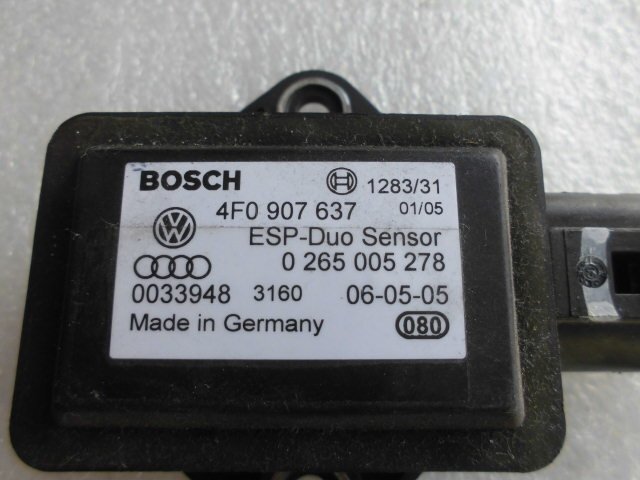 BOSCH 1283/31
4F0 907 637 01/05
ESP-Duo Sensor
0 265 005 278
0033948 3160 06-05-05
Made in Germany 080